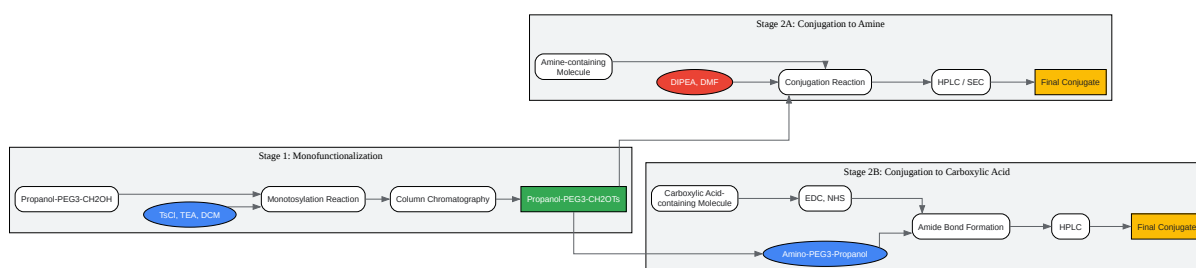 Stage 2A: Conjugation to Amine
Amine-containing
Molecule
DIPEA, DMF
Conjugation Reaction
HPLC / SEC
Final Conjugate
Stage 1: Monofunctionalization
Propanol-PEG3-CH2OH
TsCl, TEA, DCM
Monotosylation Reaction
Column Chromatography
Propanol-PEG3-CH2OTs
Stage 2B: Conjugation to Carboxylic Acid
Carboxylic Acid-
containing Molecule
EDC, NHS
Amino-PEG3-Propanol
Amide Bond Formation
HPLC
Final Conjugate